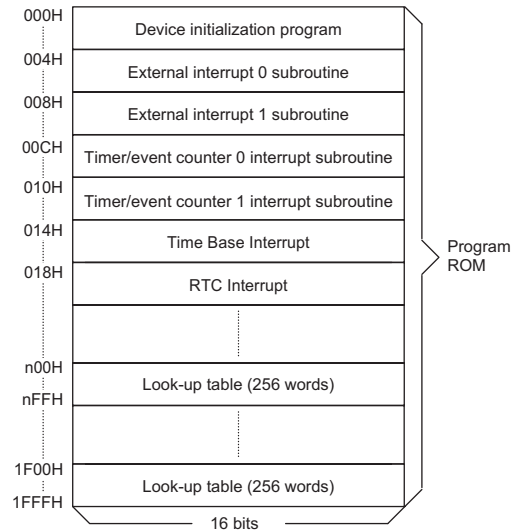 000H
Device initialization program
004H
External interrupt 0 subroutine
008H
External interrupt 1 subroutine
00CH
Timer/event counter 0 interrupt subroutine
010H
Timer/event counter 1 interrupt subroutine
014H
Time Base Interrupt
018H
RTC Interrupt
Program
ROM
n00H
Look-up table (256 words)
nFFH
1F00H
Look-up table (256 words)
1FFFH
16 bits